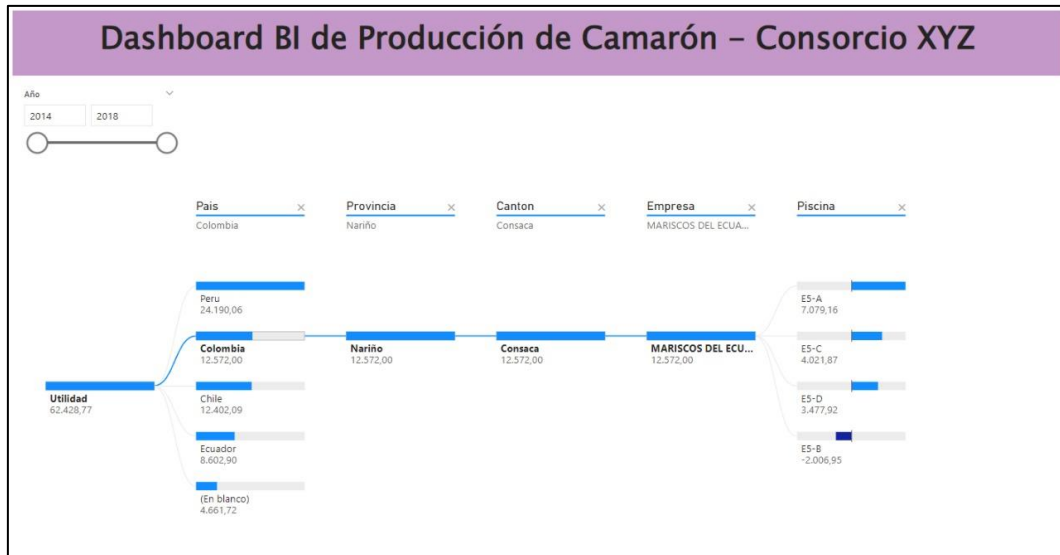 Dashboard BI de Producción de Camarón – Consorcio XYZ
Año
2014 2018
Pais
Colombia
Provincia
Nariño
Canton
Consaca
Empresa
MARISCOS DEL ECUA...
Piscina
Utilidad
62.428,77
Peru
24.190,06
Colombia
12.572,00
Chile
12.402,09
Ecuador
8.602,90
(En blanco)
4.661,72
Nariño
12.572,00
Consaca
12.572,00
MARISCOS DEL ECU...
12.572,00
E5-A
7.079,16
E5-C
4.021,87
E5-D
3.477,92
E5-B
-2.006,95